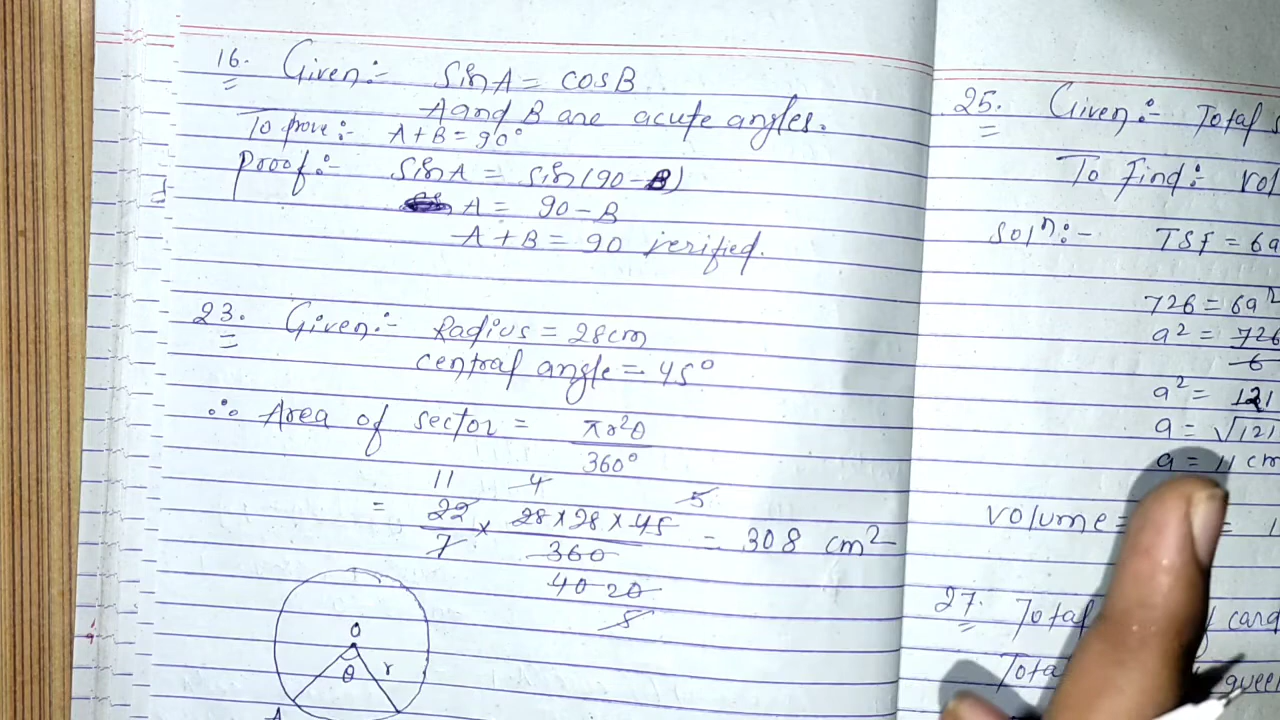 16. Given:- SinA = cosB
A and B are acute angles.
To prove:- A+B = 90°
Proof:- SinA = sin(90-B)
A = 90-B
A+B = 90 verified.
23. Given:- Radius = 28cm
central angle = 45°
∴ Area of sector = πr²θ
360°
11 4 5
= 22 × 28×28×45 = 308 cm²
7 360
40 20
5
O
θ r
A
25. Given:- Total
To Find:-
Solⁿ:- TSF = 6a
726 = 6a²
a² = 726
6
a² = 121
a = √121
a = 11 cm
volume =
27. Total of card